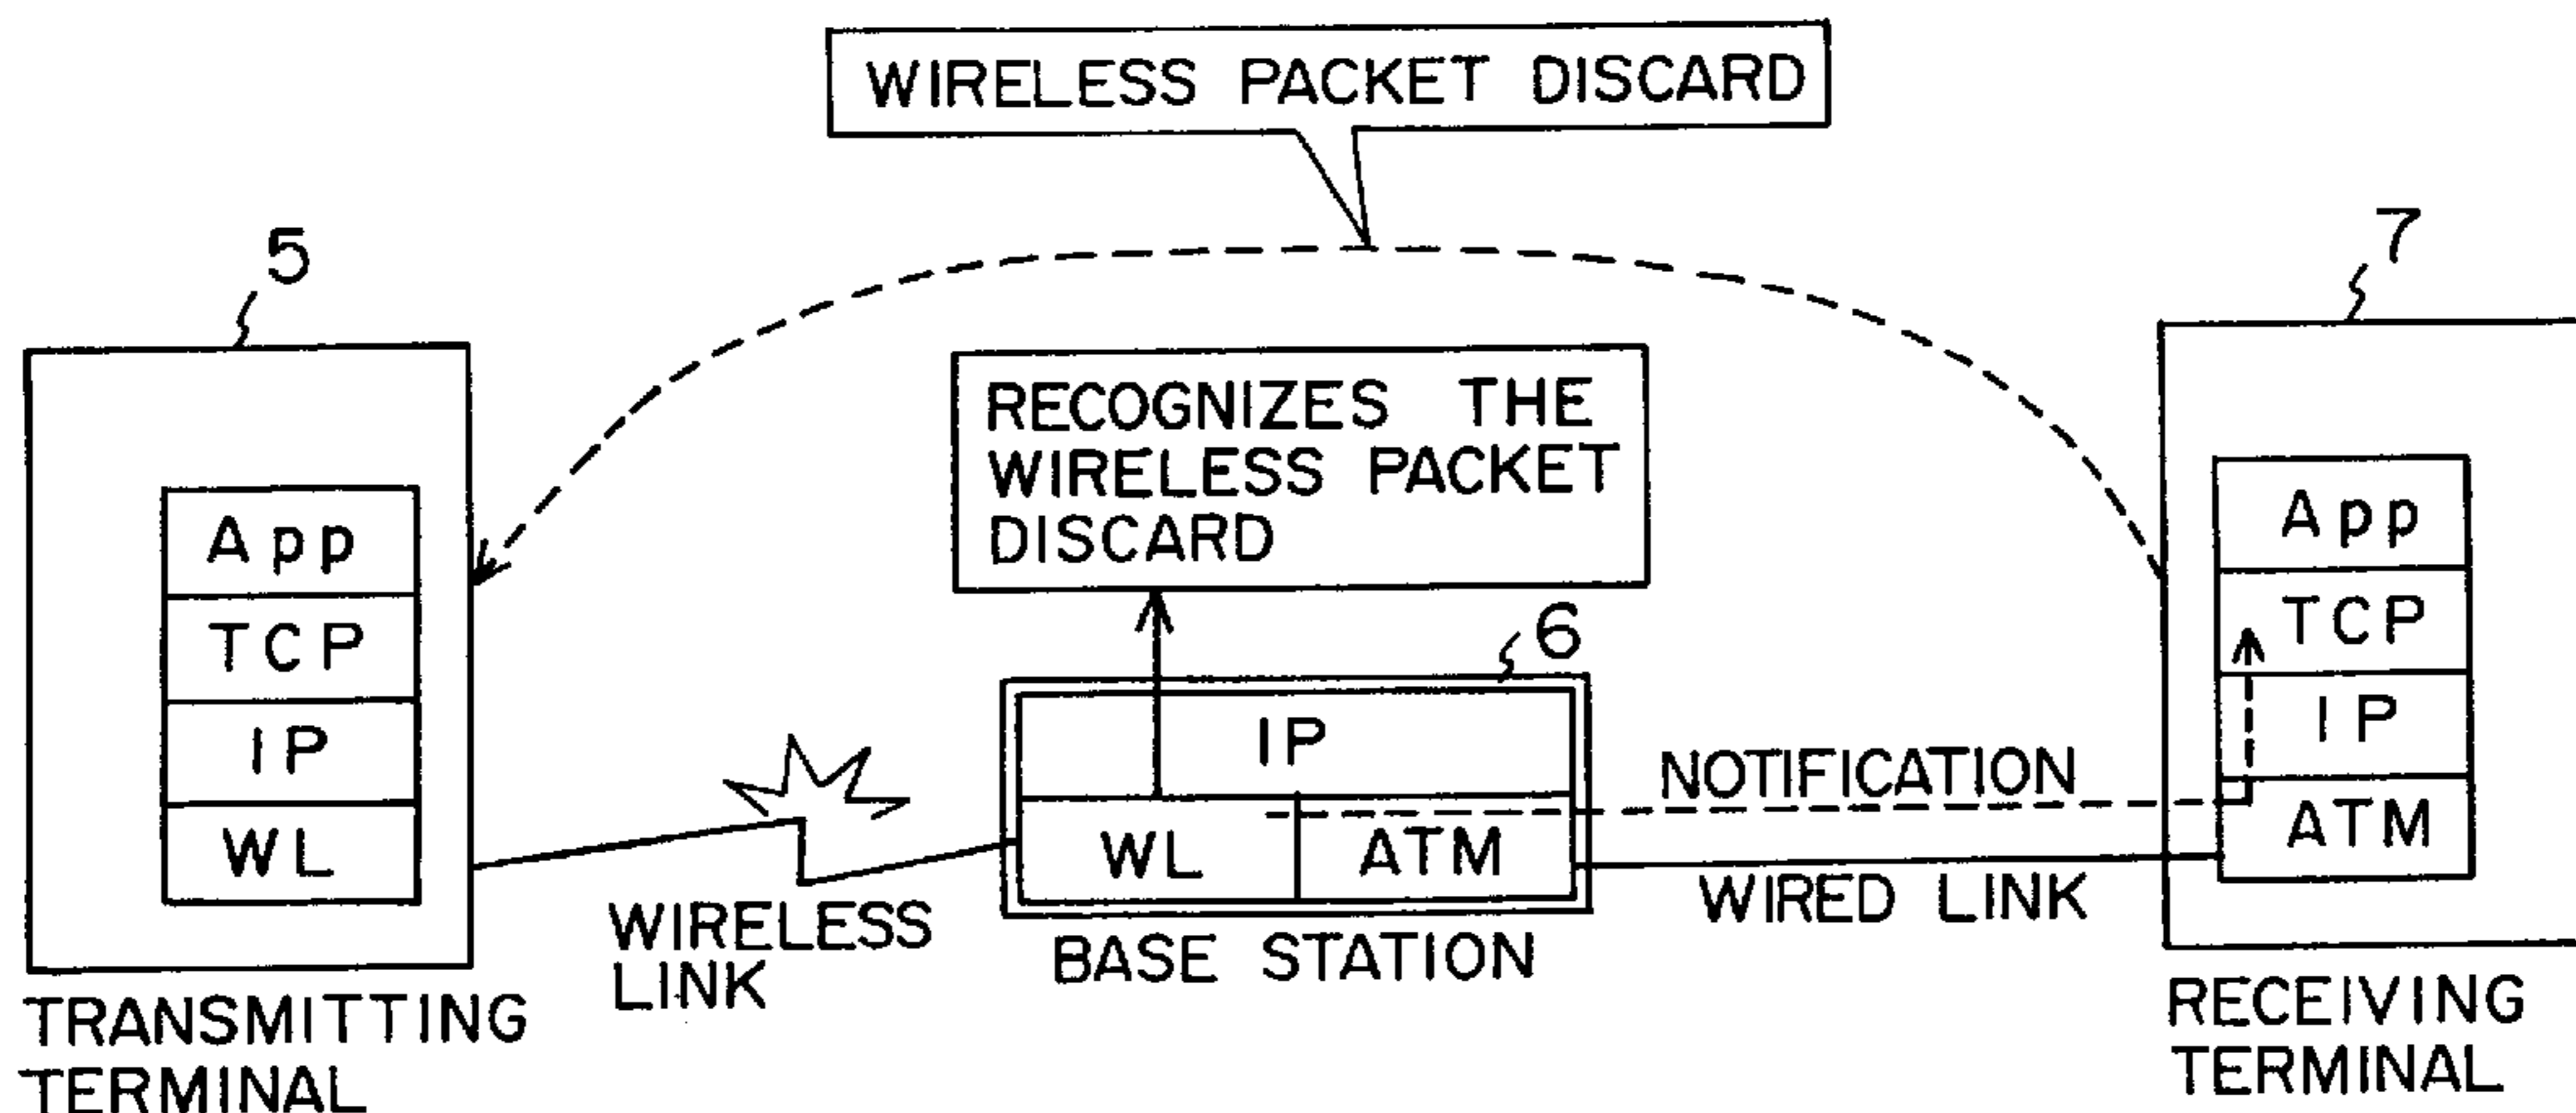 WIRELESS PACKET DISCARD
5
7
RECOGNIZES THE
WIRELESS PACKET
DISCARD
App
TCP
IP
WL
6
IP
WL
ATM
NOTIFICATION
WIRED LINK
App
TCP
IP
ATM
WIRELESS
LINK
BASE STATION
TRANSMITTING
TERMINAL
RECEIVING
TERMINAL